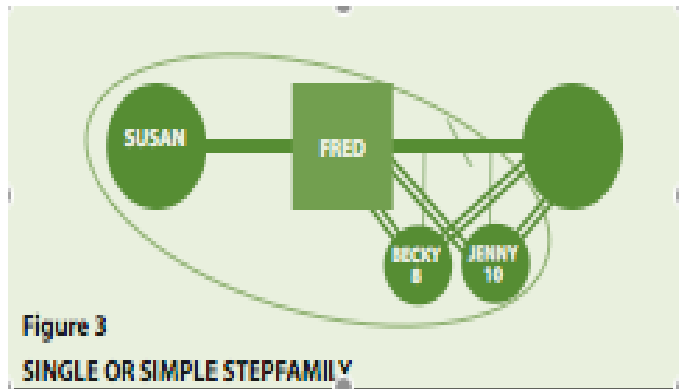 SUSAN
FRED
BECKY
8
JENNY
10
Figure 3
SINGLE OR SIMPLE STEPFAMILY